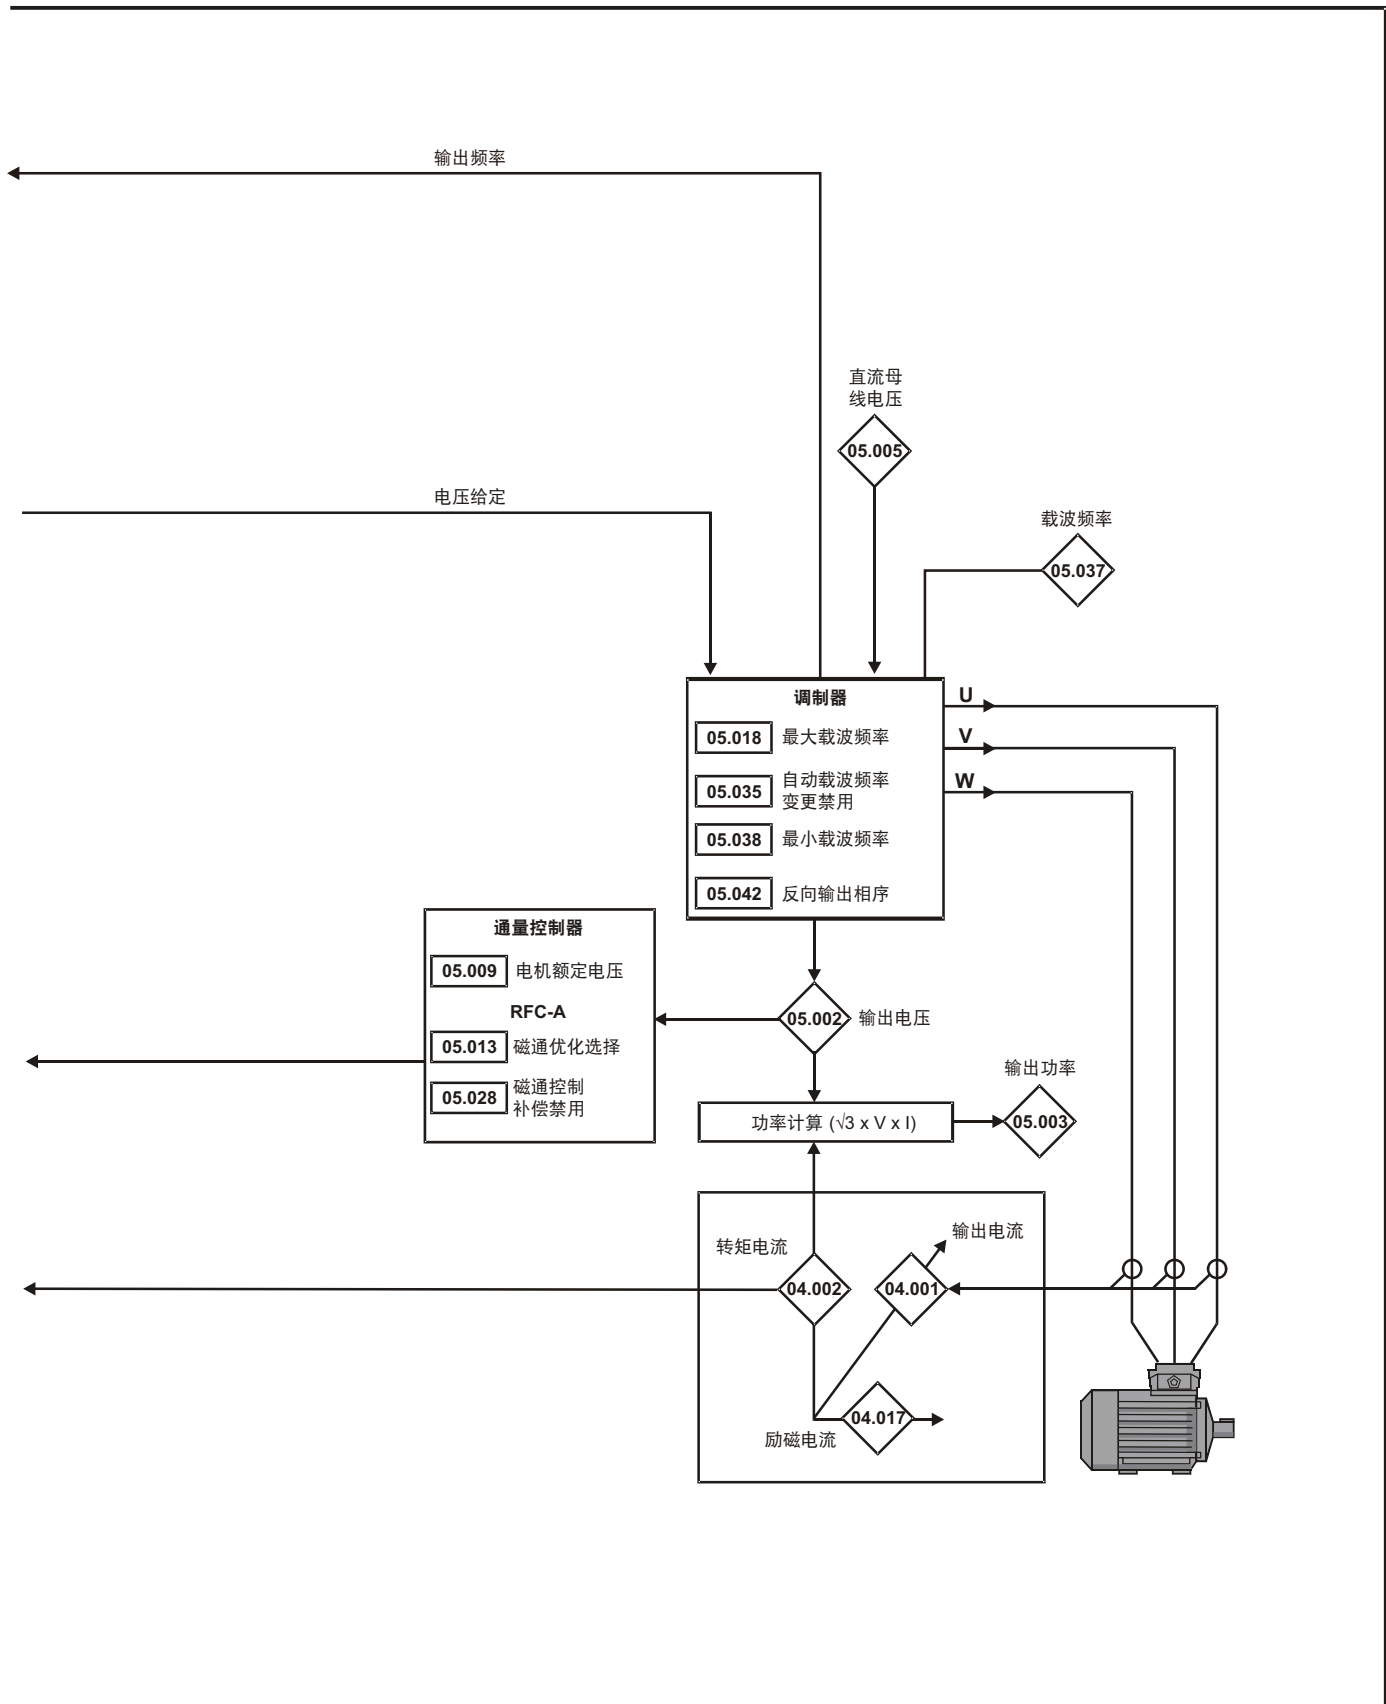 输出频率
直流母
线电压
05.005
电压给定
载波频率
05.037
调制器
05.018 最大载波频率
05.035 自动载波频率
变更禁用
05.038 最小载波频率
05.042 反向输出相序
U
V
W
通量控制器
05.009 电机额定电压
RFC-A
05.013 磁通优化选择
05.028 磁通控制
补偿禁用
05.002 输出电压
输出功率
功率计算 (√3 x V x I)
05.003
转矩电流
输出电流
04.002
04.001
04.017
励磁电流